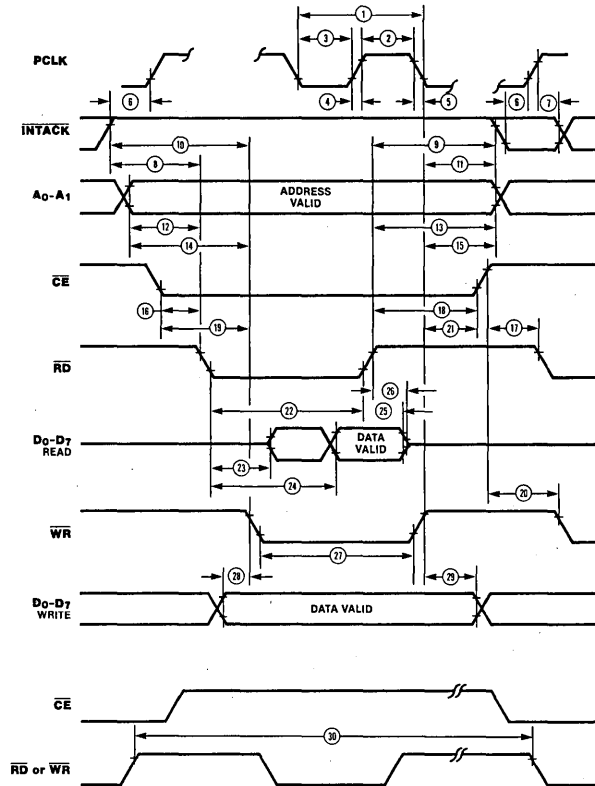 1
3 2
PCLK
6 4 5 6 7
INTACK
10 9
8 11
A0-A1 ADDRESS VALID
12 13
14 15
CE
16 18
19 21 17
RD
26
22 25
D0-D7 READ DATA VALID
23
24 20
WR
27
28 29
D0-D7 WRITE DATA VALID
CE
30
RD or WR